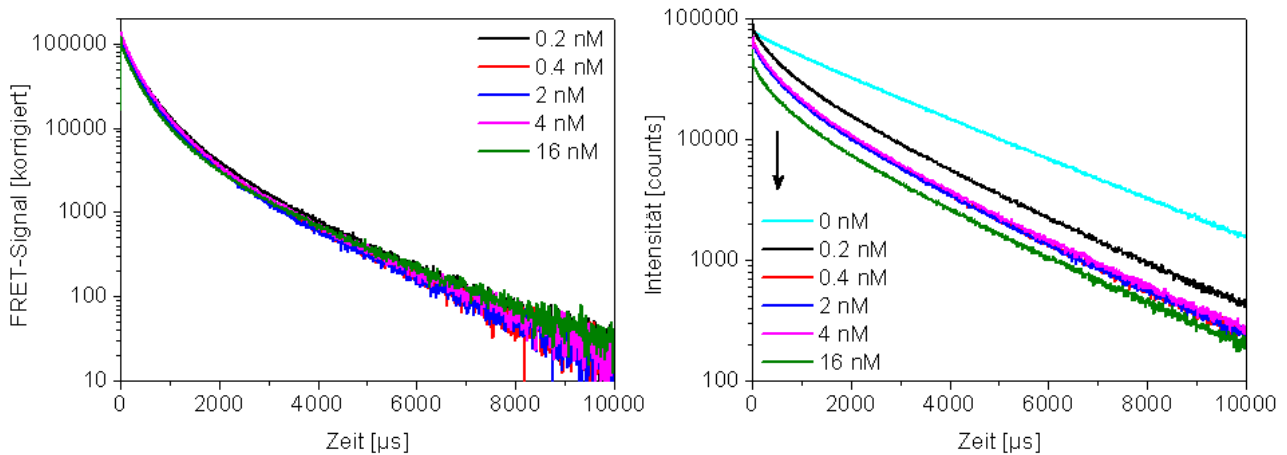 FRET-Signal [korrigiert]
100000
10000
1000
100
10
0.2 nM
0.4 nM
2 nM
4 nM
16 nM
0 2000 4000 6000 8000 10000
Zeit [µs]
Intensität [counts]
100000
10000
1000
100
0 nM
0.2 nM
0.4 nM
2 nM
4 nM
16 nM
0 2000 4000 6000 8000 10000
Zeit [µs]